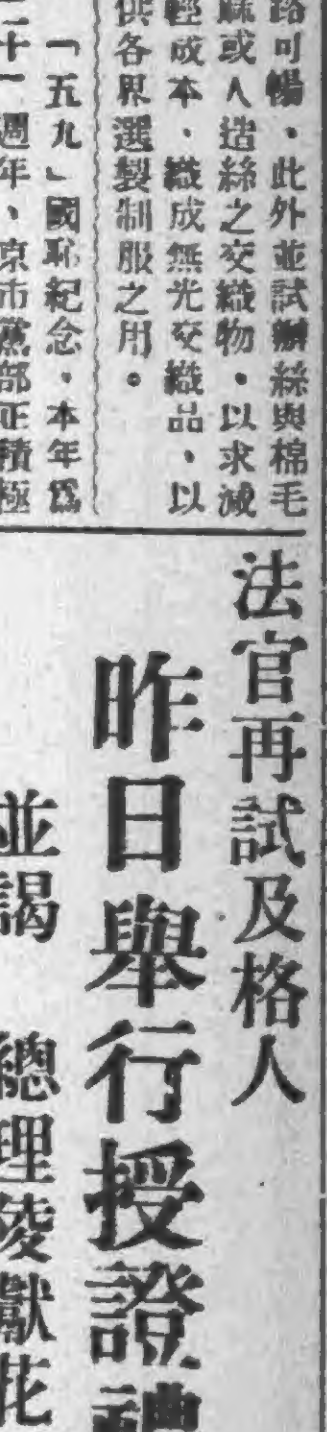 路可暢・此外並試辦絲與棉毛
蔴或人造絲之交織物・以求減
輕成本、織成無光交織品、以
供各界選製制服之用。
「五九」國恥紀念・本年爲
二十一週年、京市黨部正積極
法官再試及格人
昨日舉行授證禮
並謁　總理陵獻花